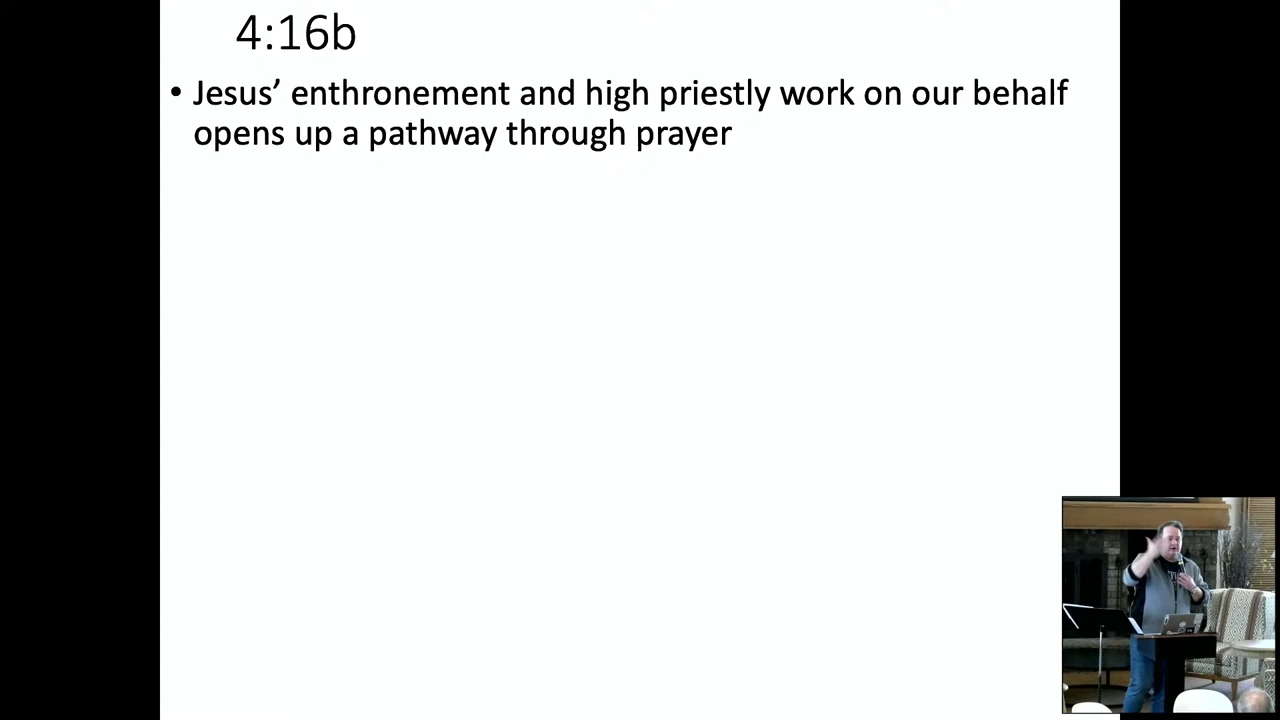 4:16b
• Jesus’ enthronement and high priestly work on our behalf
opens up a pathway through prayer